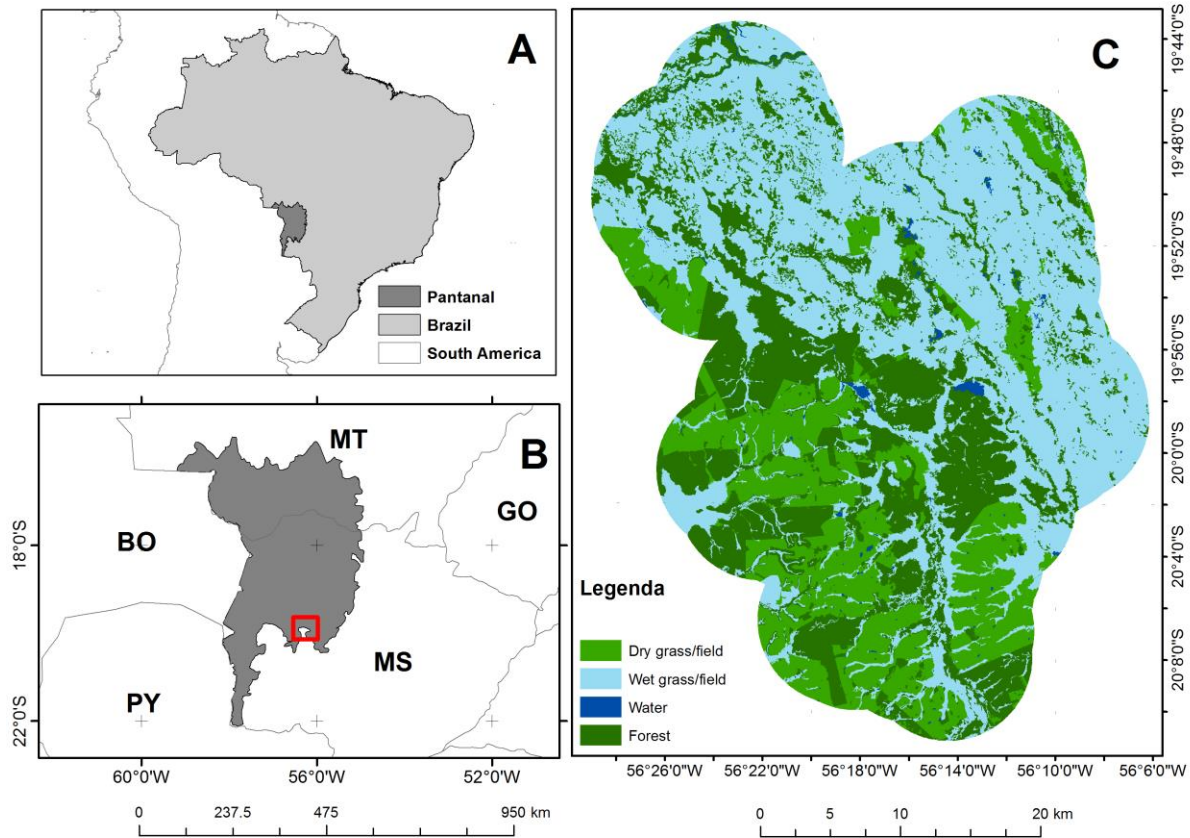 A
Pantanal
Brazil
South America
B
MT
GO
BO
MS
PY
18°0'S
22°0'S
60°0'W
56°0'W
52°0'W
0
237.5
475
950 km
C
19°44'0"S
19°48'0"S
19°52'0"S
19°56'0"S
20°0'0"S
20°4'0"S
20°8'0"S
Legenda
Dry grass/field
Wet grass/field
Water
Forest
56°26'0"W
56°22'0"W
56°18'0"W
56°14'0"W
56°10'0"W
56°6'0"W
0
5
10
20 km